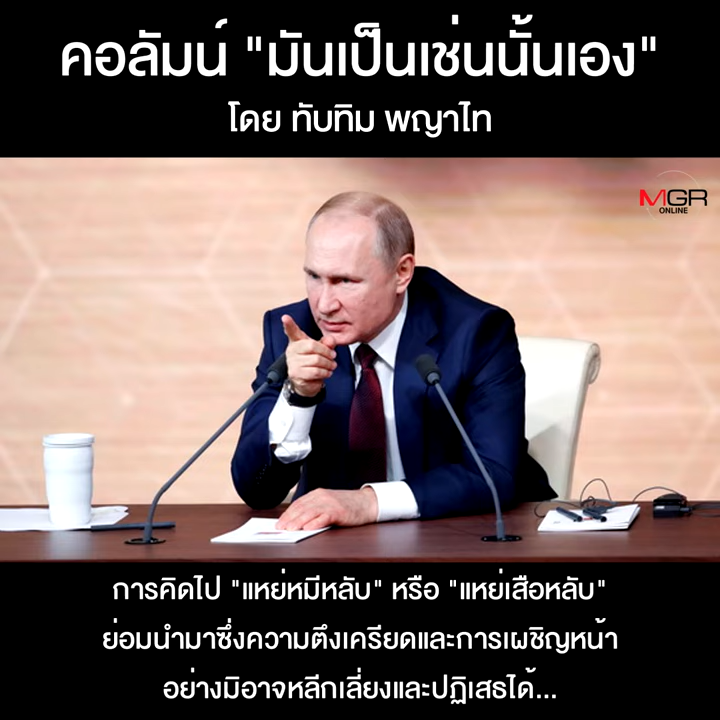 คอลัมน์ "มันเป็นเช่นนั้นเอง"
โดย ทับทิม พญาไท
MGR
ONLINE
การคิดไป "แหย่หมีหลับ" หรือ "แหย่เสือหลับ"
ย่อมนำมาซึ่งความตึงเครียดและการเผชิญหน้า
อย่างมิอาจหลีกเลี่ยงและปฏิเสธได้...